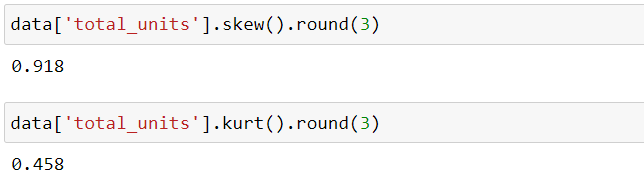 data['total_units'].skew().round(3)
0.918
data['total_units'].kurt().round(3)
0.458